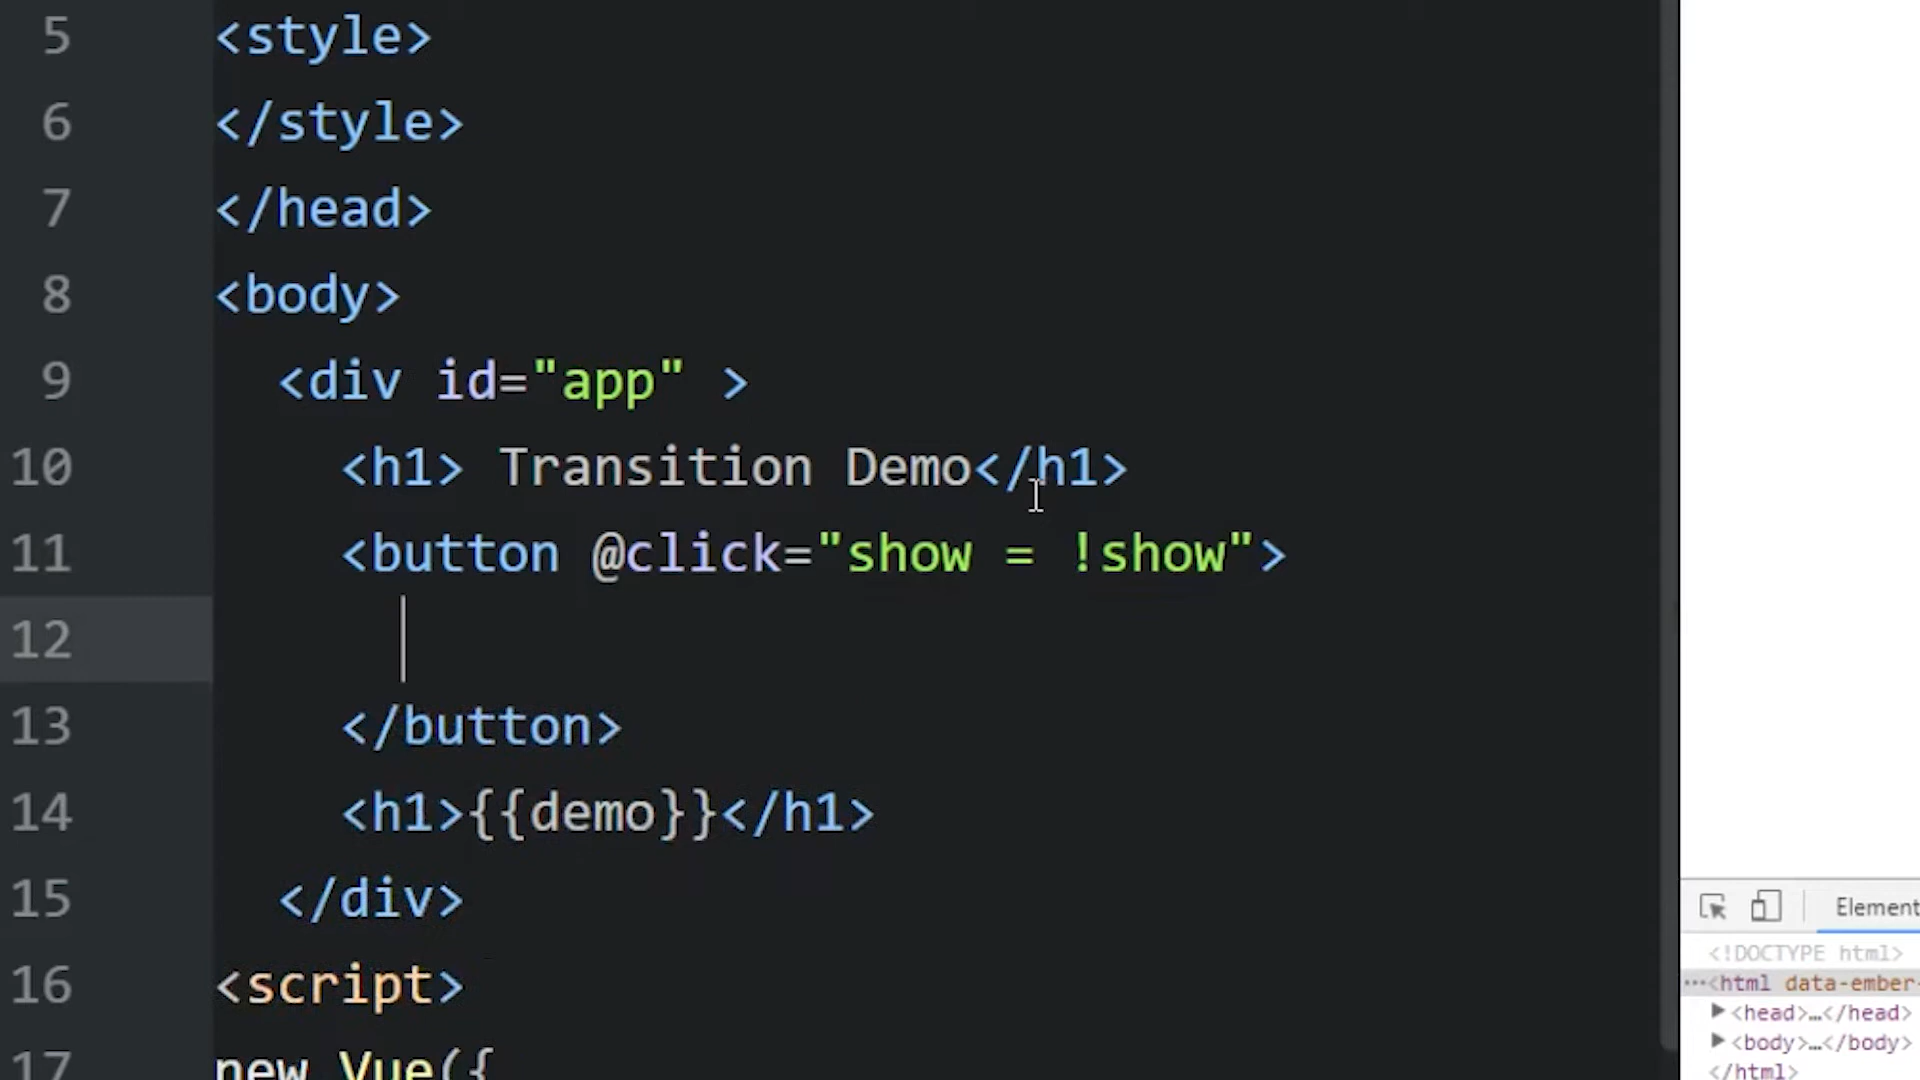 5 <style>
6 </style>
7 </head>
8 <body>
9 <div id="app" >
10 <h1> Transition Demo</h1>
11 <button @click="show = !show">
12
13 </button>
14 <h1>{{demo}}</h1>
15 </div>
16 <script>
17 new Vue({
Element
<!DOCTYPE html>
…<html data-ember-
▶<head>…</head>
▶<body>…</body>
</html>